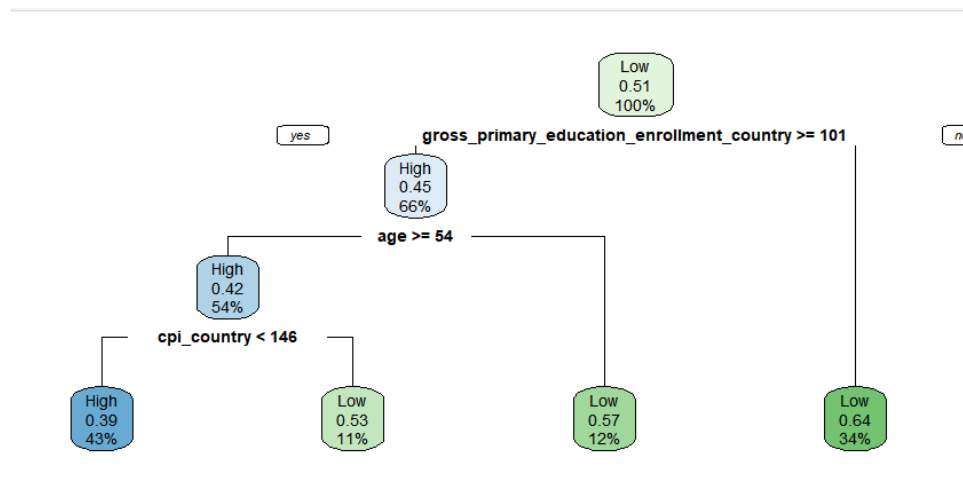 Low
0.51
100%
yes
gross_primary_education_enrollment_country >= 101
High
0.45
66%
age >= 54
High
0.42
54%
cpi_country < 146
High
0.39
43%
Low
0.53
11%
Low
0.57
12%
Low
0.64
34%